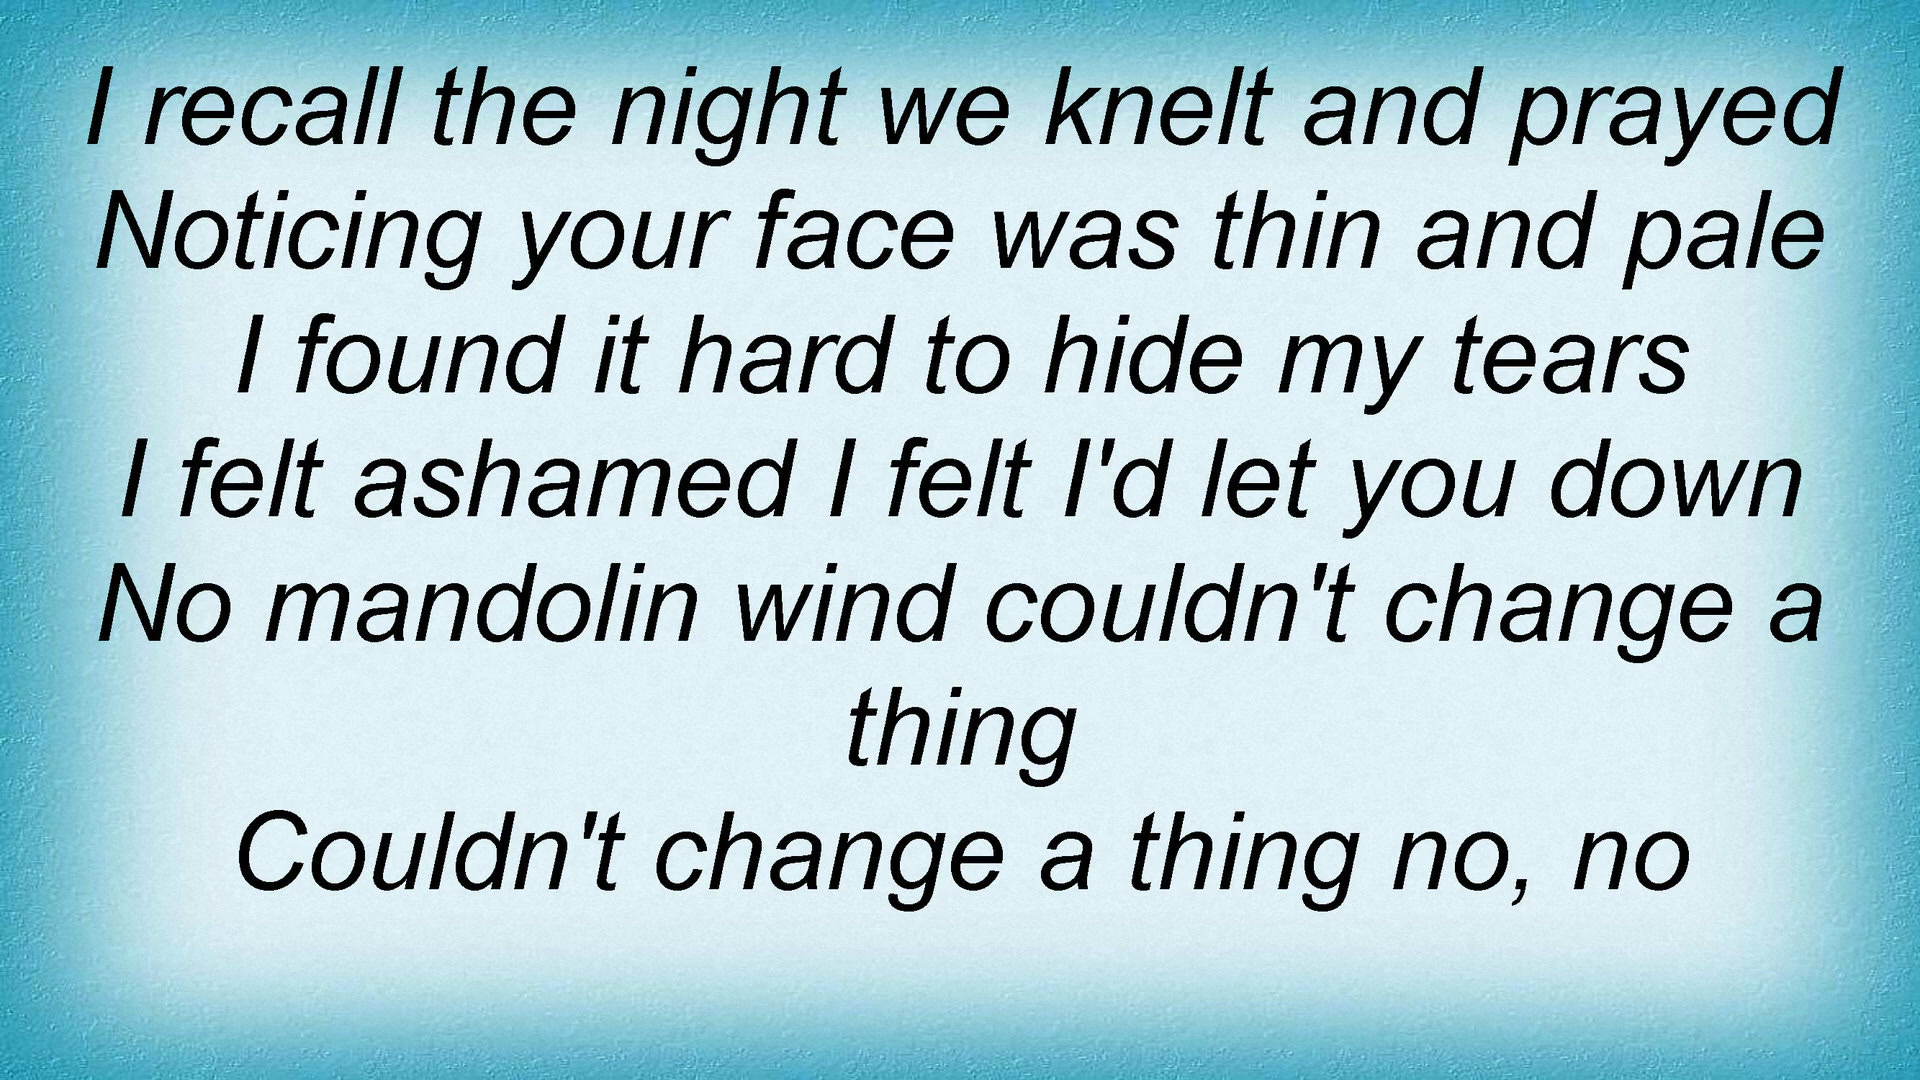 I recall the night we knelt and prayed
Noticing your face was thin and pale
I found it hard to hide my tears
I felt ashamed I felt I'd let you down
No mandolin wind couldn't change a
thing
Couldn't change a thing no, no